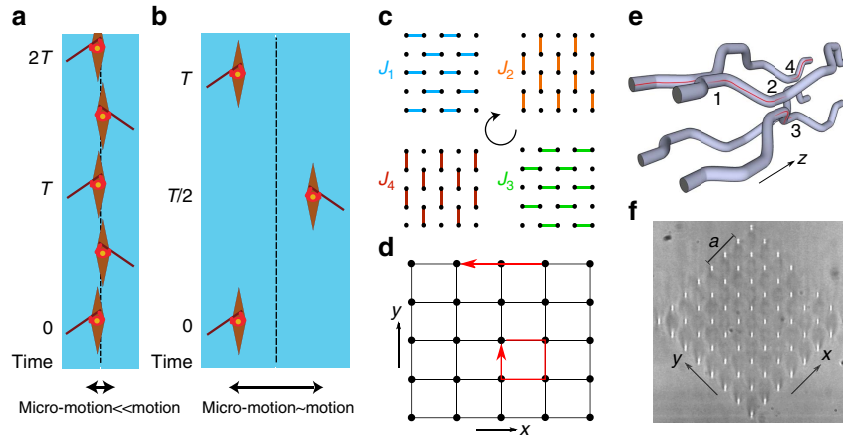 a
2T
T
0
Time
Micro-motion<<motion
b
T
T/2
0
Time
Micro-motion~motion
c
J1
J2
J4
J3
d
y
x
e
1
2
3
4
z
f
a
y
x